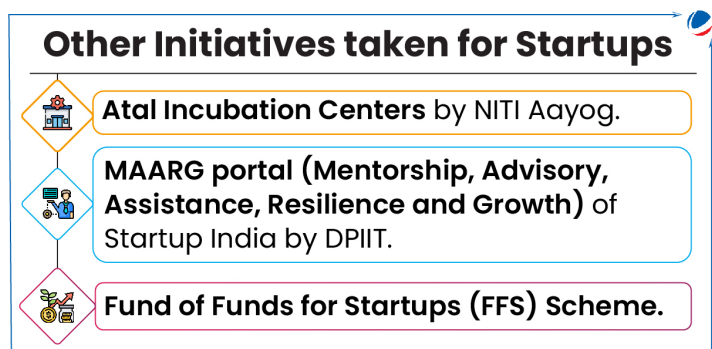 Other Initiatives taken for Startups
Atal Incubation Centers by NITI Aayog.
MAARG portal (Mentorship, Advisory,
Assistance, Resilience and Growth) of
Startup India by DPIIT.
Fund of Funds for Startups (FFS) Scheme.